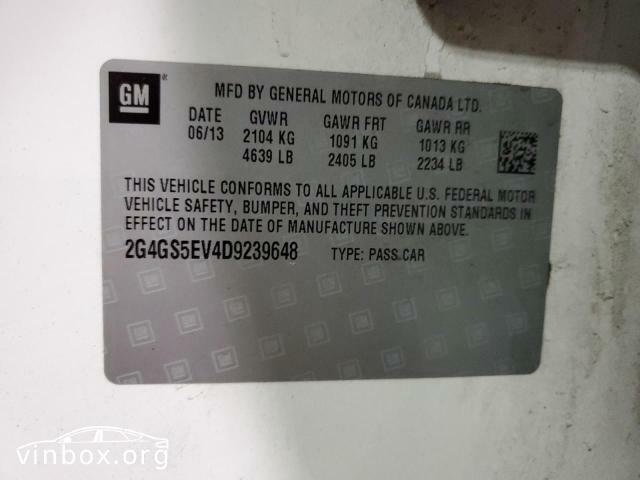 GM
MFD BY GENERAL MOTORS OF CANADA LTD.
DATE GVWR GAWR FRT GAWR RR
06/13 2104 KG 1091 KG 1013 KG
4639 LB 2405 LB 2234 LB
THIS VEHICLE CONFORMS TO ALL APPLICABLE U.S. FEDERAL MOTOR
VEHICLE SAFETY, BUMPER, AND THEFT PREVENTION STANDARDS IN
EFFECT ON THE DATE OF MANUFACTURE SHOWN ABOVE.
2G4GS5EV4D9239648 TYPE: PASS CAR
vinbox.org